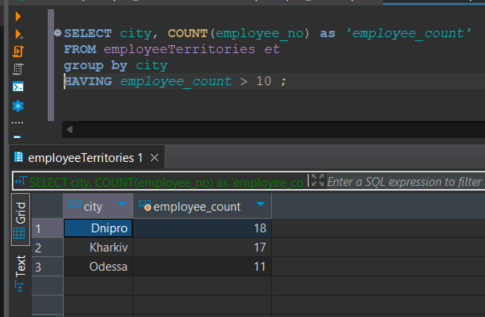 SELECT city, COUNT(employee_no) as 'employee_count'
FROM employeeTerritories et
group by city
HAVING employee_count > 10 ;
employeeTerritories 1
SELECT city, COUNT(employee_no) as 'employee_co
Enter a SQL expression to filter
Grid
Text
city
123 employee_count
1 Dnipro 18
2 Kharkiv 17
3 Odessa 11